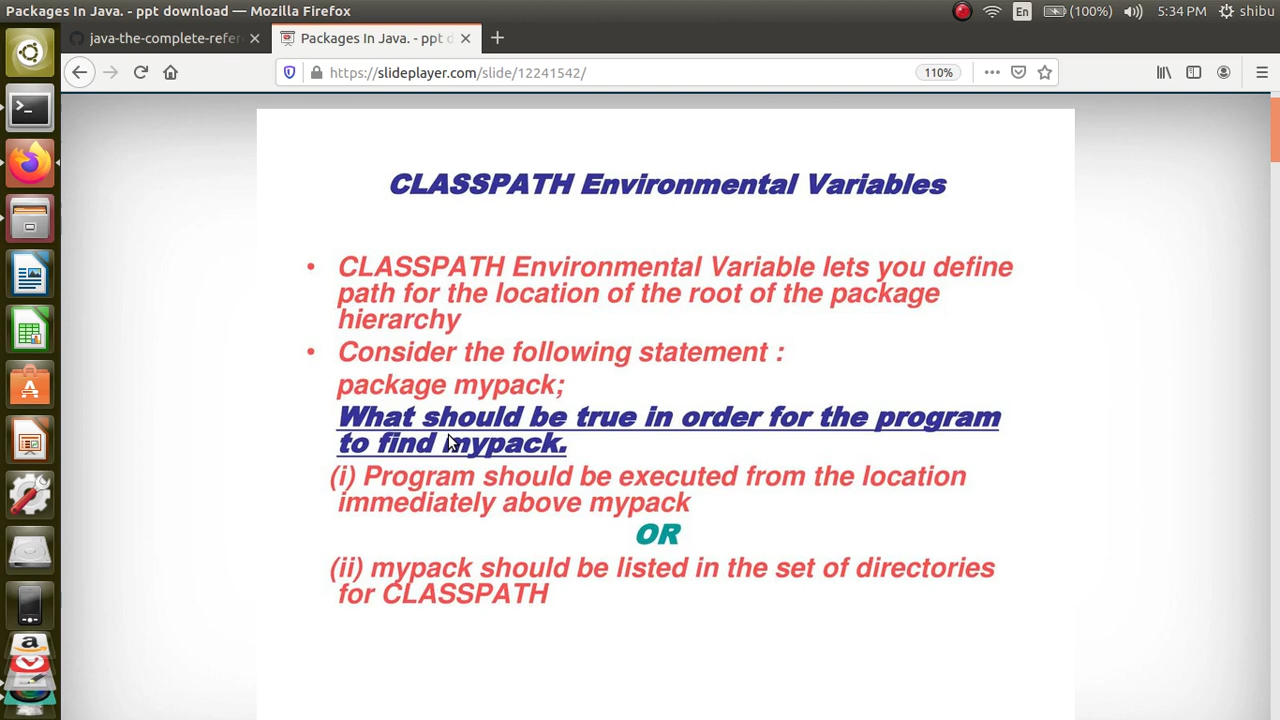 Packages In Java. - ppt download — Mozilla Firefox
En (100%) 5:34 PM shibu
java-the-complete-refer
Packages In Java. - ppt d
https://slideplayer.com/slide/12241542/
110%
CLASSPATH Environmental Variables
• CLASSPATH Environmental Variable lets you define
path for the location of the root of the package
hierarchy
• Consider the following statement :
package mypack;
What should be true in order for the program
to find mypack.
(i) Program should be executed from the location
immediately above mypack
OR
(ii) mypack should be listed in the set of directories
for CLASSPATH